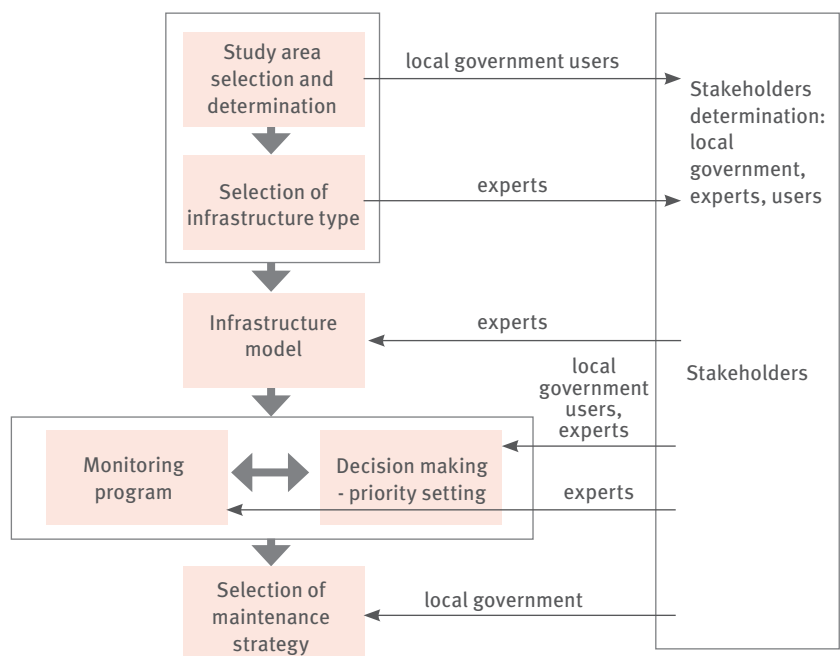 Study area
selection and
determination
local government users
Stakeholders
determination:
local
government,
experts, users
Selection of
infrastructure type
experts
Infrastructure
model
experts
Stakeholders
local
government
users,
experts
Monitoring
program
Decision making
- priority setting
experts
Selection of
maintenance
strategy
local government